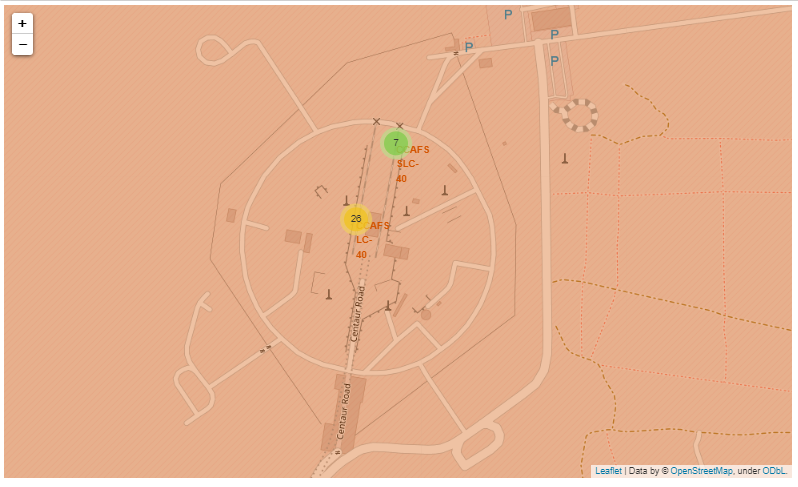 +
−
P
P
P
P
7
CCAFS
SLC-
40
26
CCAFS
LC-
40
Centaur Road
Centaur Road
Leaflet | Data by © OpenStreetMap, under ODbL.